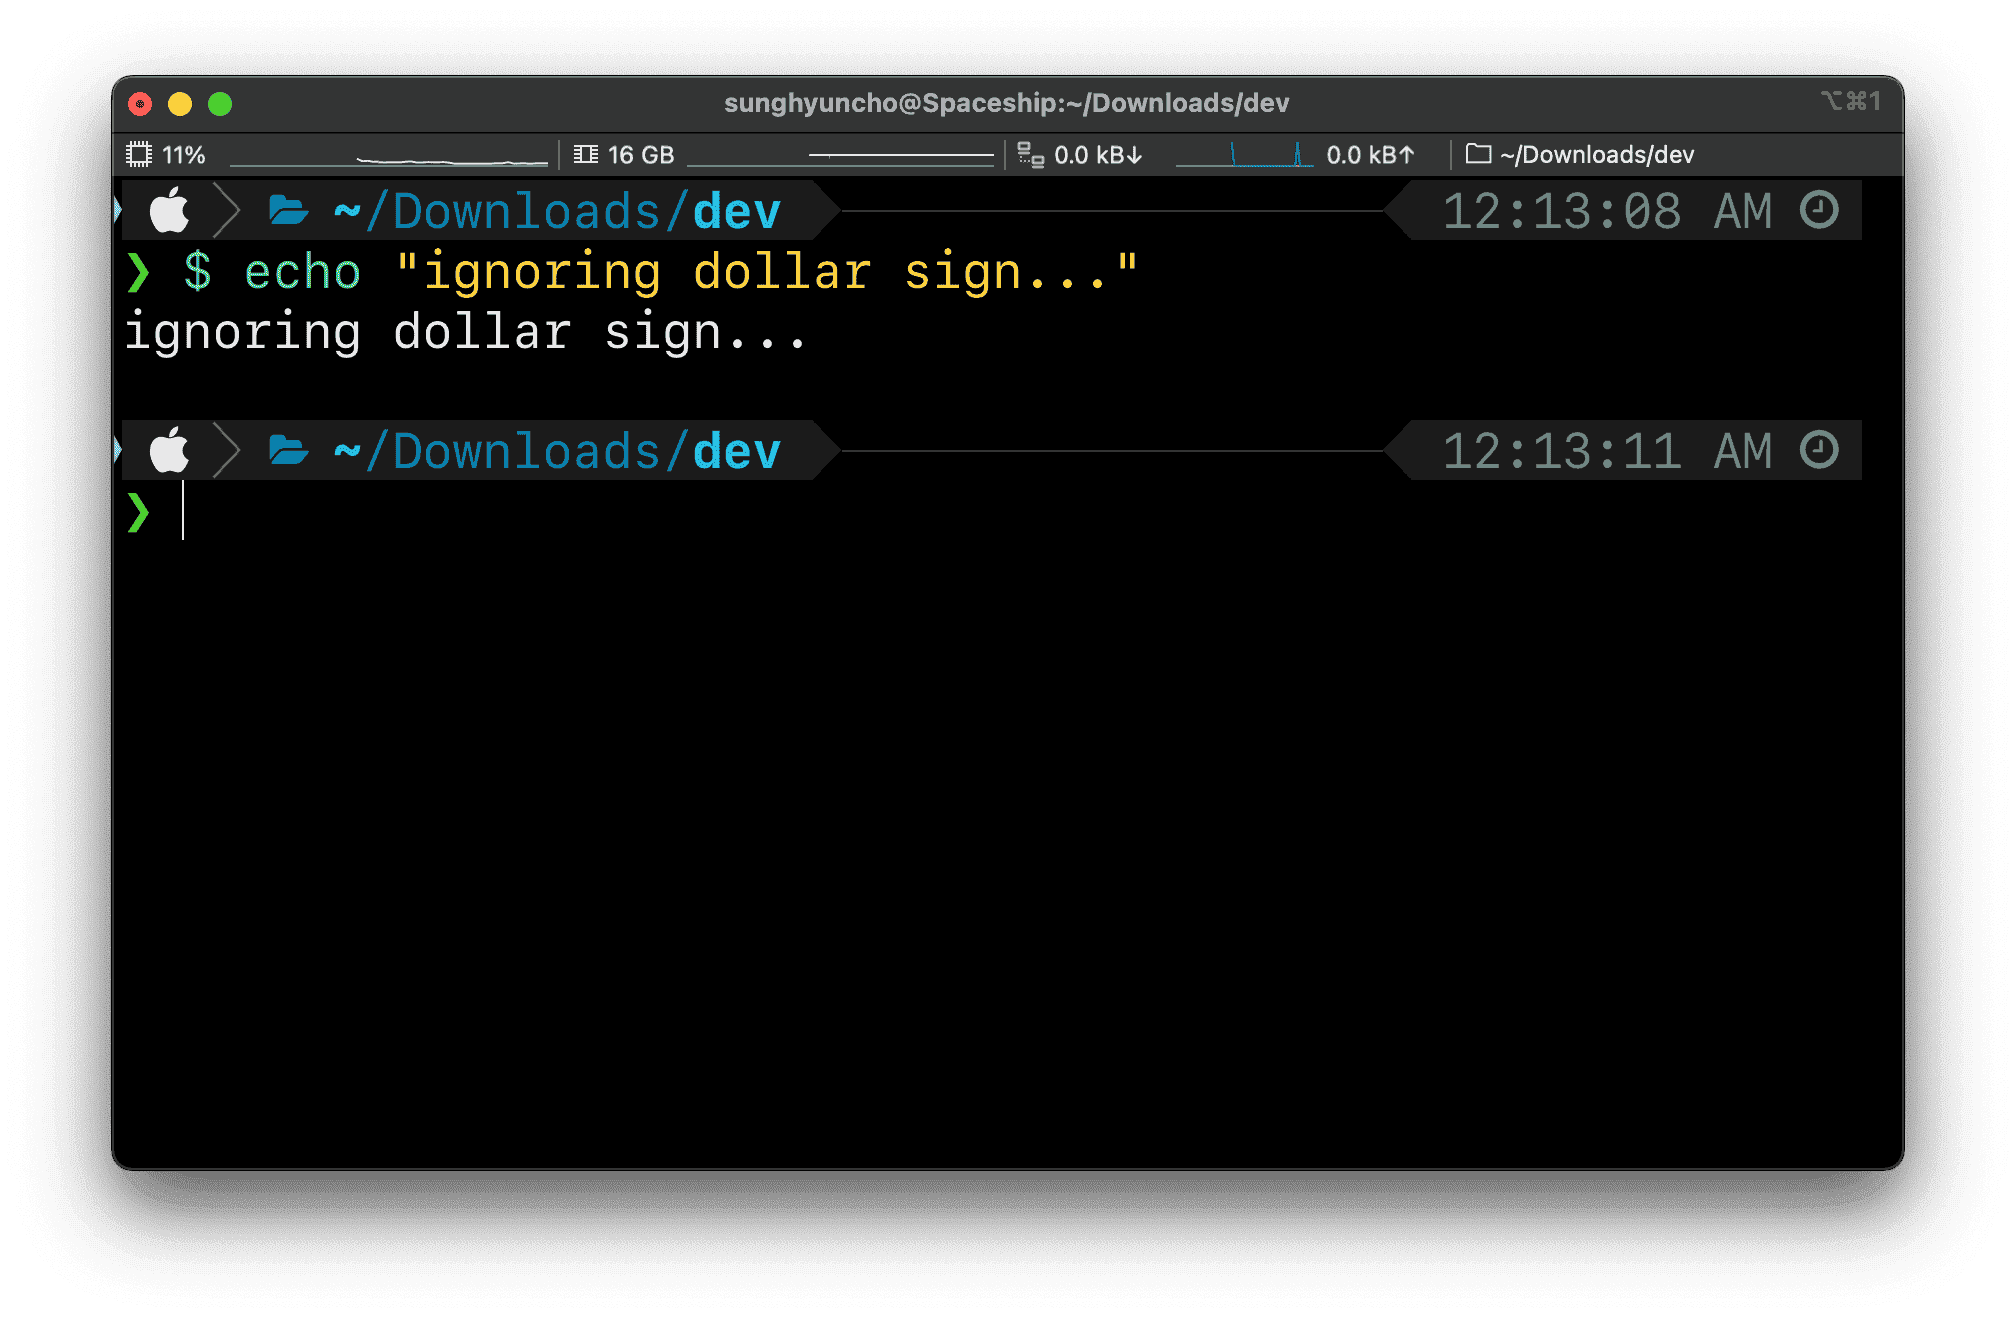 sunghyuncho@Spaceship:~/Downloads/dev ⌥⌘1
11% 16 GB 0.0 kB↓ 0.0 kB↑ ~/Downloads/dev
~/Downloads/dev 12:13:08 AM
❯ $ echo "ignoring dollar sign..."
ignoring dollar sign...
~/Downloads/dev 12:13:11 AM
❯